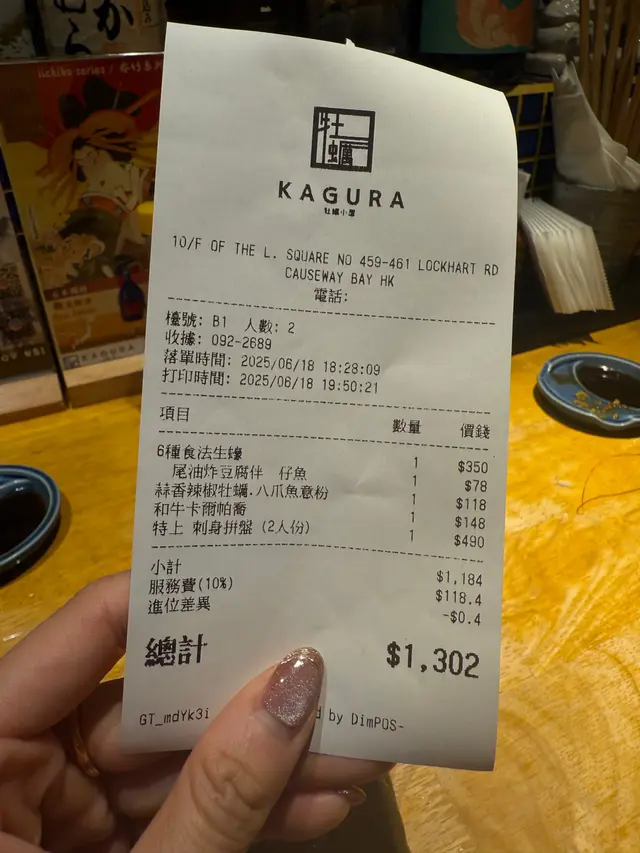 iichiko series /
KAGURA
牡蠣
KAGURA
牡蠣小屋
10/F OF THE L. SQUARE NO 459-461 LOCKHART RD
CAUSEWAY BAY HK
電話:
檯號: B1 人數: 2
收據: 092-2689
落單時間: 2025/06/18 18:28:09
打印時間: 2025/06/18 19:50:21
項目 數量 價錢
6種食法生蠔 1 $350
尾油炸豆腐伴 仔魚 1 $78
蒜香辣椒牡蠣.八爪魚意粉 1 $118
和牛卡爾帕喬 1 $148
特上 刺身拼盤 (2人份) 1 $490
小計 $1,184
服務費(10%) $118.4
進位差異 -$0.4
總計 $1,302
GT_mdYk3i d by DimPOS-